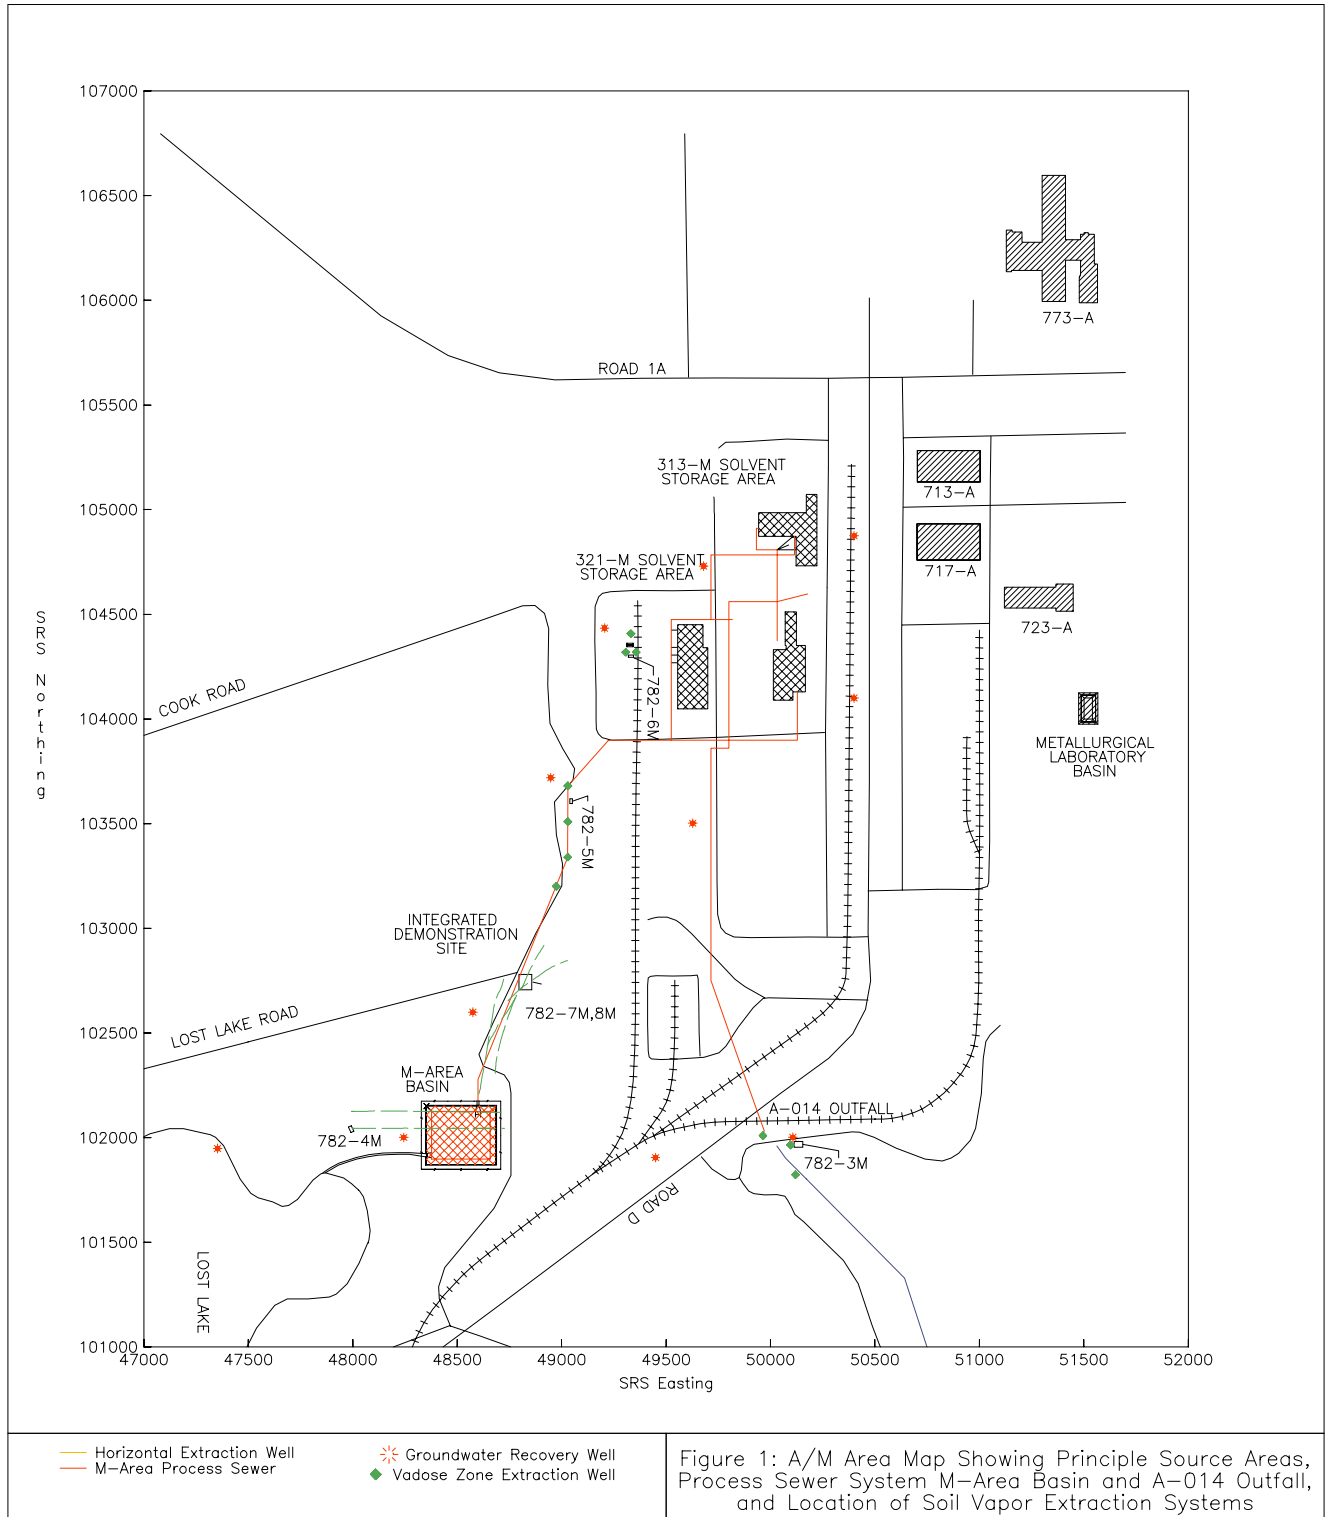 107000
106500
106000
105500
105000
104500
104000
103500
103000
102500
102000
101500
101000
SRS Northing
47000
47500
48000
48500
49000
49500
50000
50500
51000
51500
52000
SRS Easting
773-A
ROAD 1A
313-M SOLVENT
STORAGE AREA
713-A
321-M SOLVENT
STORAGE AREA
717-A
723-A
COOK ROAD
782-6M
METALLURGICAL
LABORATORY
BASIN
782-5M
INTEGRATED
DEMONSTRATION
SITE
LOST LAKE ROAD
782-7M,8M
M-AREA
BASIN
A-014 OUTFALL
782-4M
782-3M
ROAD D
LOST LAKE
Horizontal Extraction Well
M-Area Process Sewer
Groundwater Recovery Well
Vadose Zone Extraction Well
Figure 1: A/M Area Map Showing Principle Source Areas,
Process Sewer System M-Area Basin and A-014 Outfall,
and Location of Soil Vapor Extraction Systems